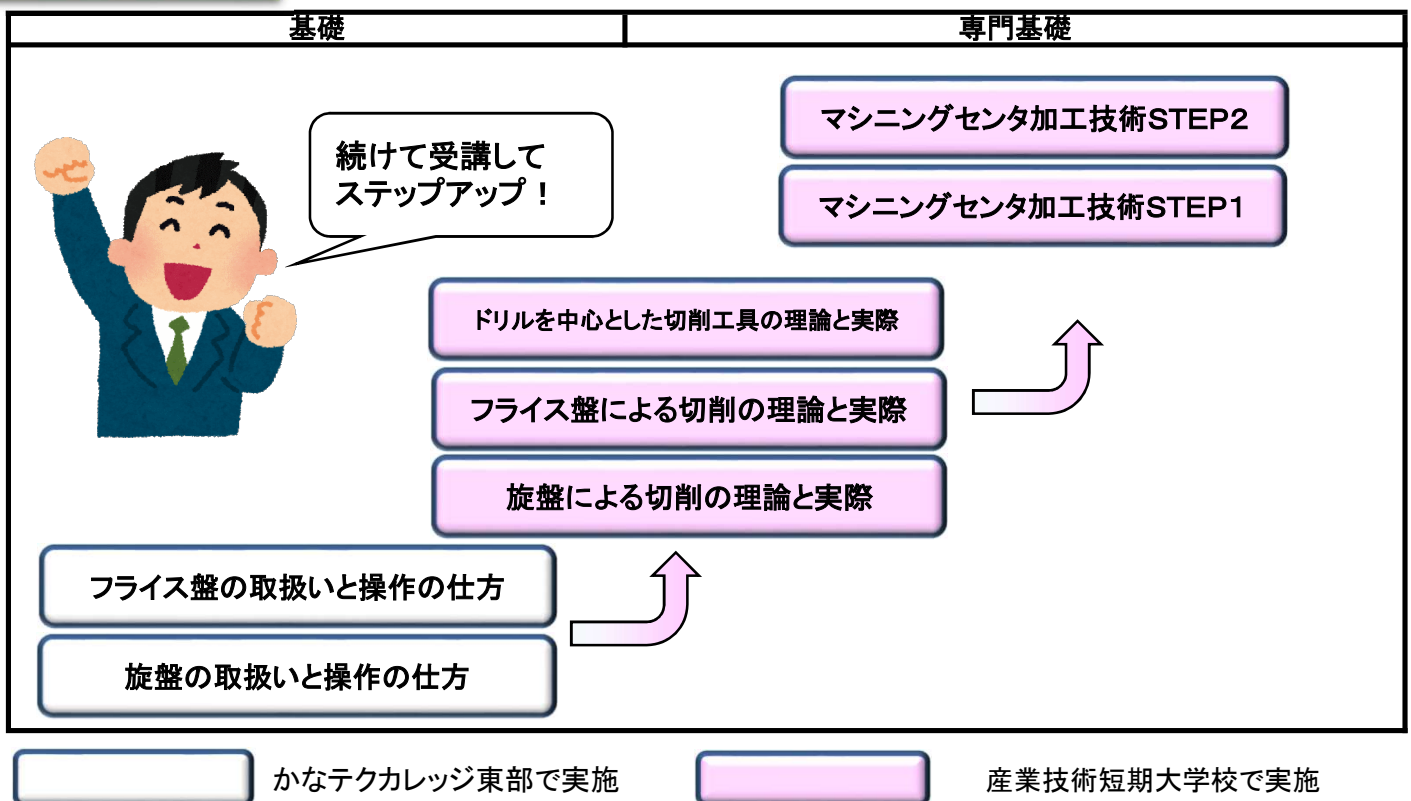 基礎
専門基礎
マシニングセンタ加工技術STEP2
続けて受講して
ステップアップ！
マシニングセンタ加工技術STEP1
ドリルを中心とした切削工具の理論と実際
フライス盤による切削の理論と実際
旋盤による切削の理論と実際
フライス盤の取扱いと操作の仕方
旋盤の取扱いと操作の仕方
かなテクカレッジ東部で実施
産業技術短期大学校で実施